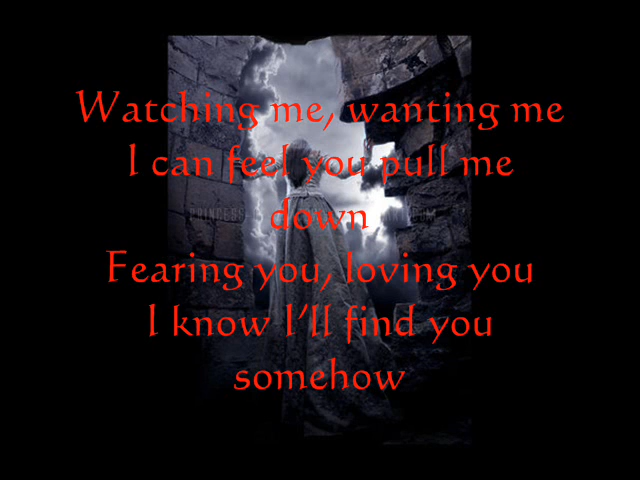 Watching me, wanting me
I can feel you pull me
down
Fearing you, loving you
I know I'll find you
somehow